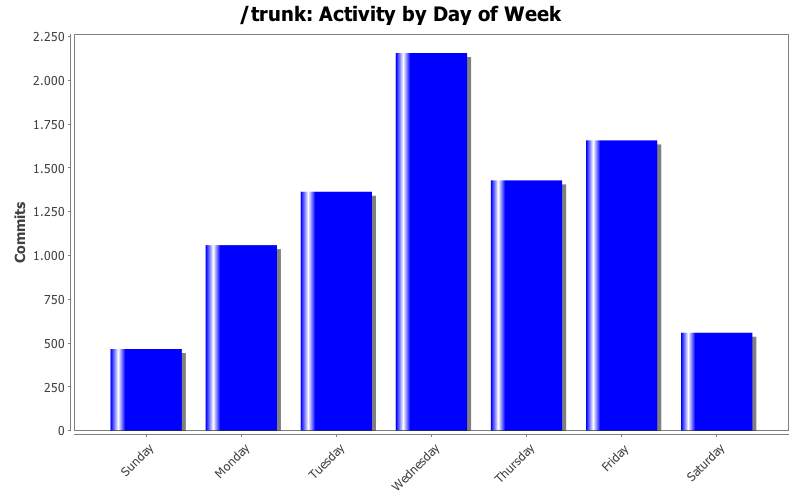 /trunk: Activity by Day of Week
2.250
2.000
1.750
1.500
1.250
1.000
750
500
250
0
Commits
Sunday
Monday
Tuesday
Wednesday
Thursday
Friday
Saturday